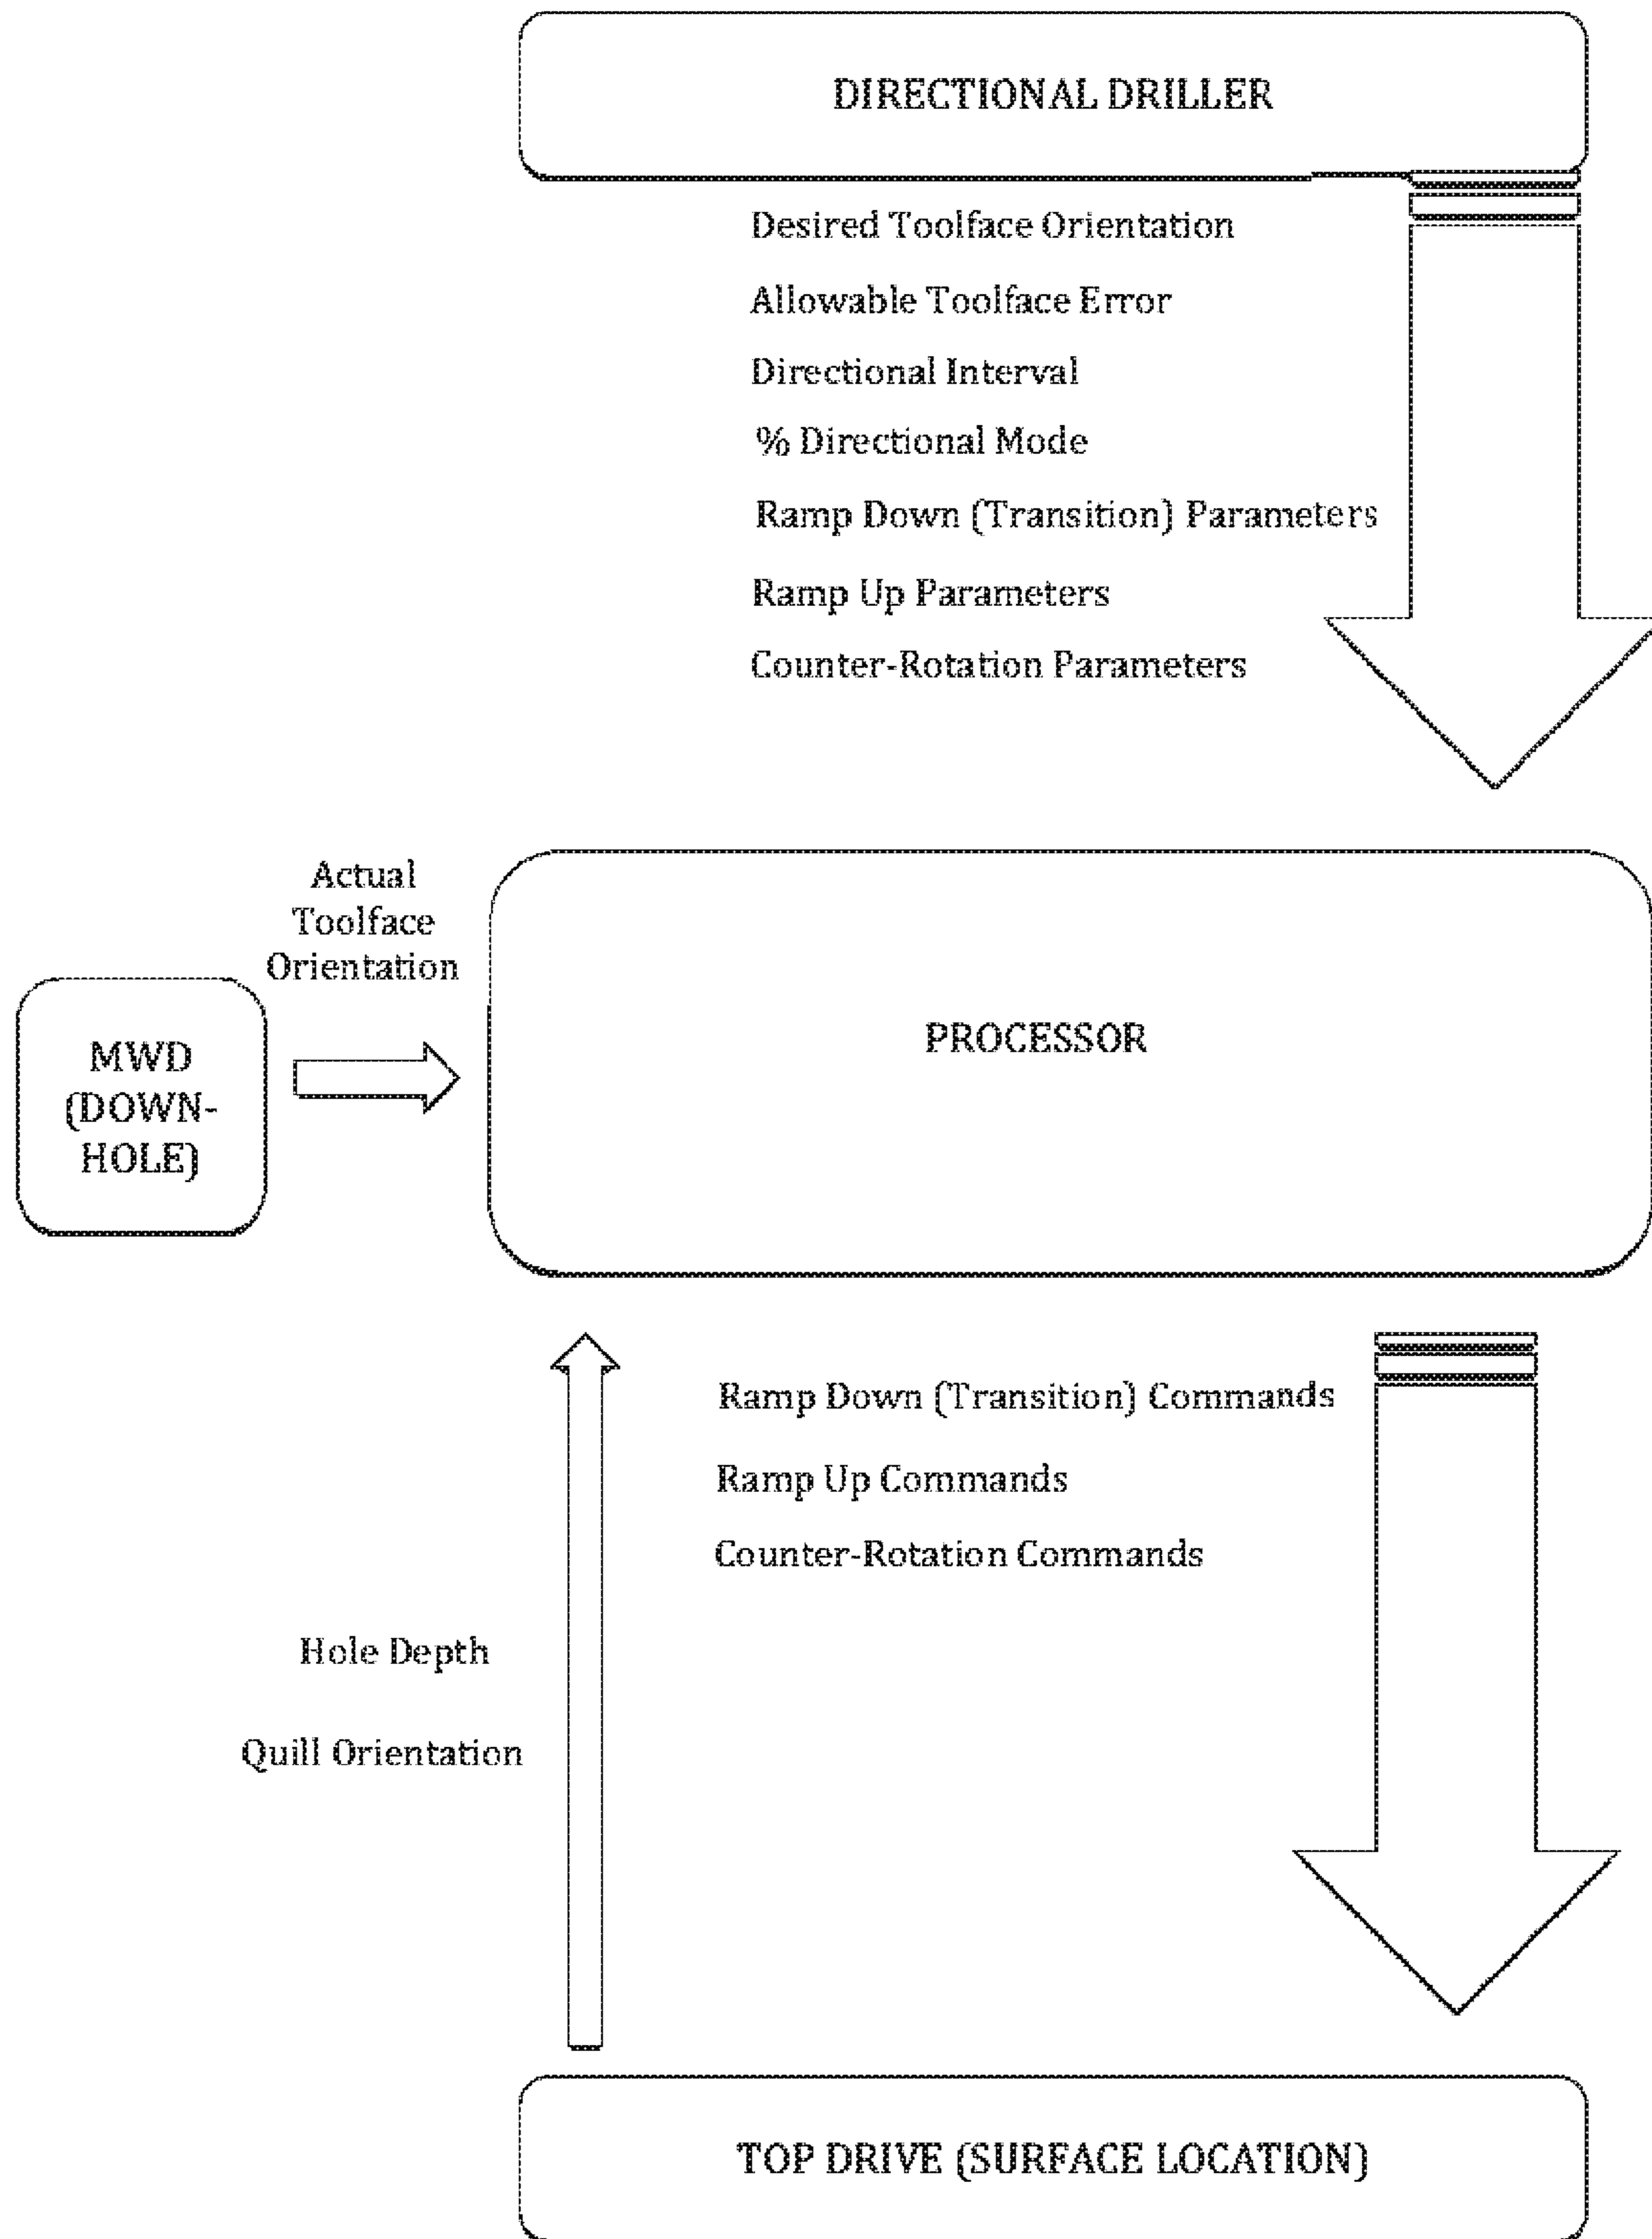 DIRECTIONAL DRILLER
Desired Toolface Orientation
Allowable Toolface Error
Directional Interval
% Directional Mode
Ramp Down (Transition) Parameters
Ramp Up Parameters
Counter-Rotation Parameters
Actual
Toolface
Orientation
MWD
(DOWN-
HOLE)
PROCESSOR
Ramp Down (Transition) Commands
Ramp Up Commands
Counter-Rotation Commands
Hole Depth
Quill Orientation
TOP DRIVE (SURFACE LOCATION)